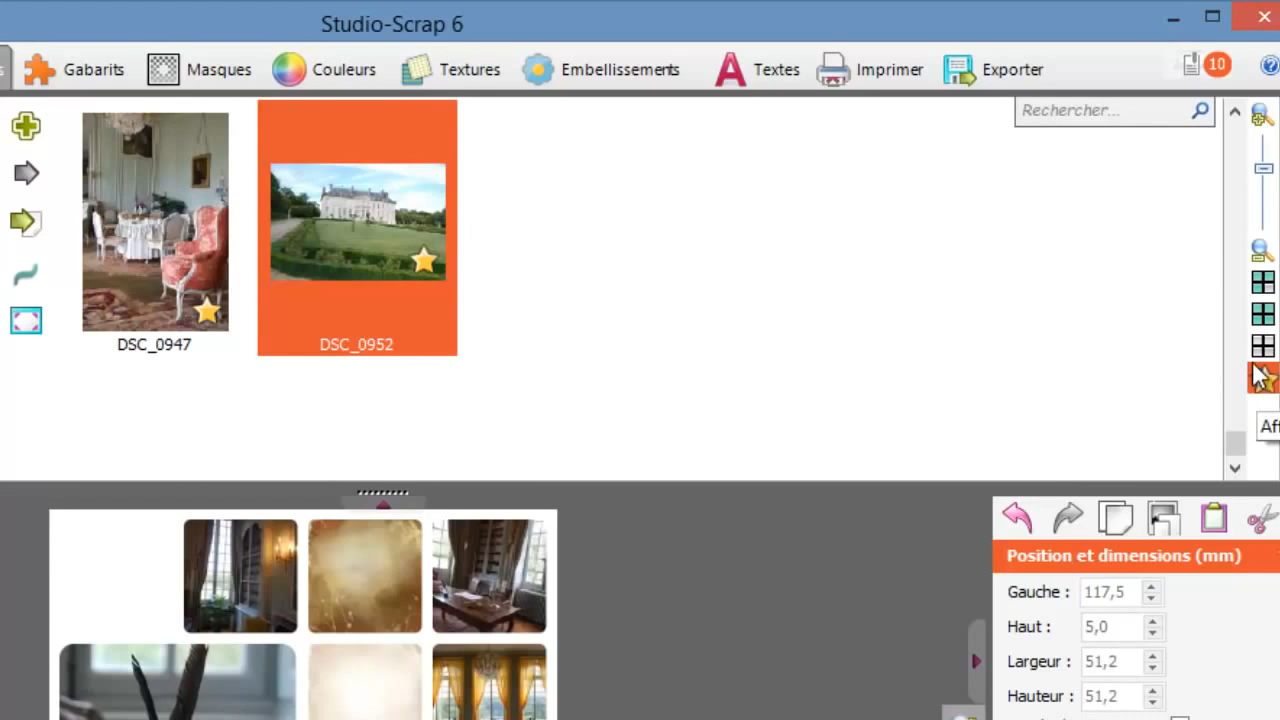 Studio-Scrap 6
s Gabarits Masques Couleurs Textures Embellissements Textes Imprimer Exporter 10
Rechercher...
DSC_0947 DSC_0952
Aff
Position et dimensions (mm)
Gauche : 117,5
Haut : 5,0
Largeur : 51,2
Hauteur : 51,2